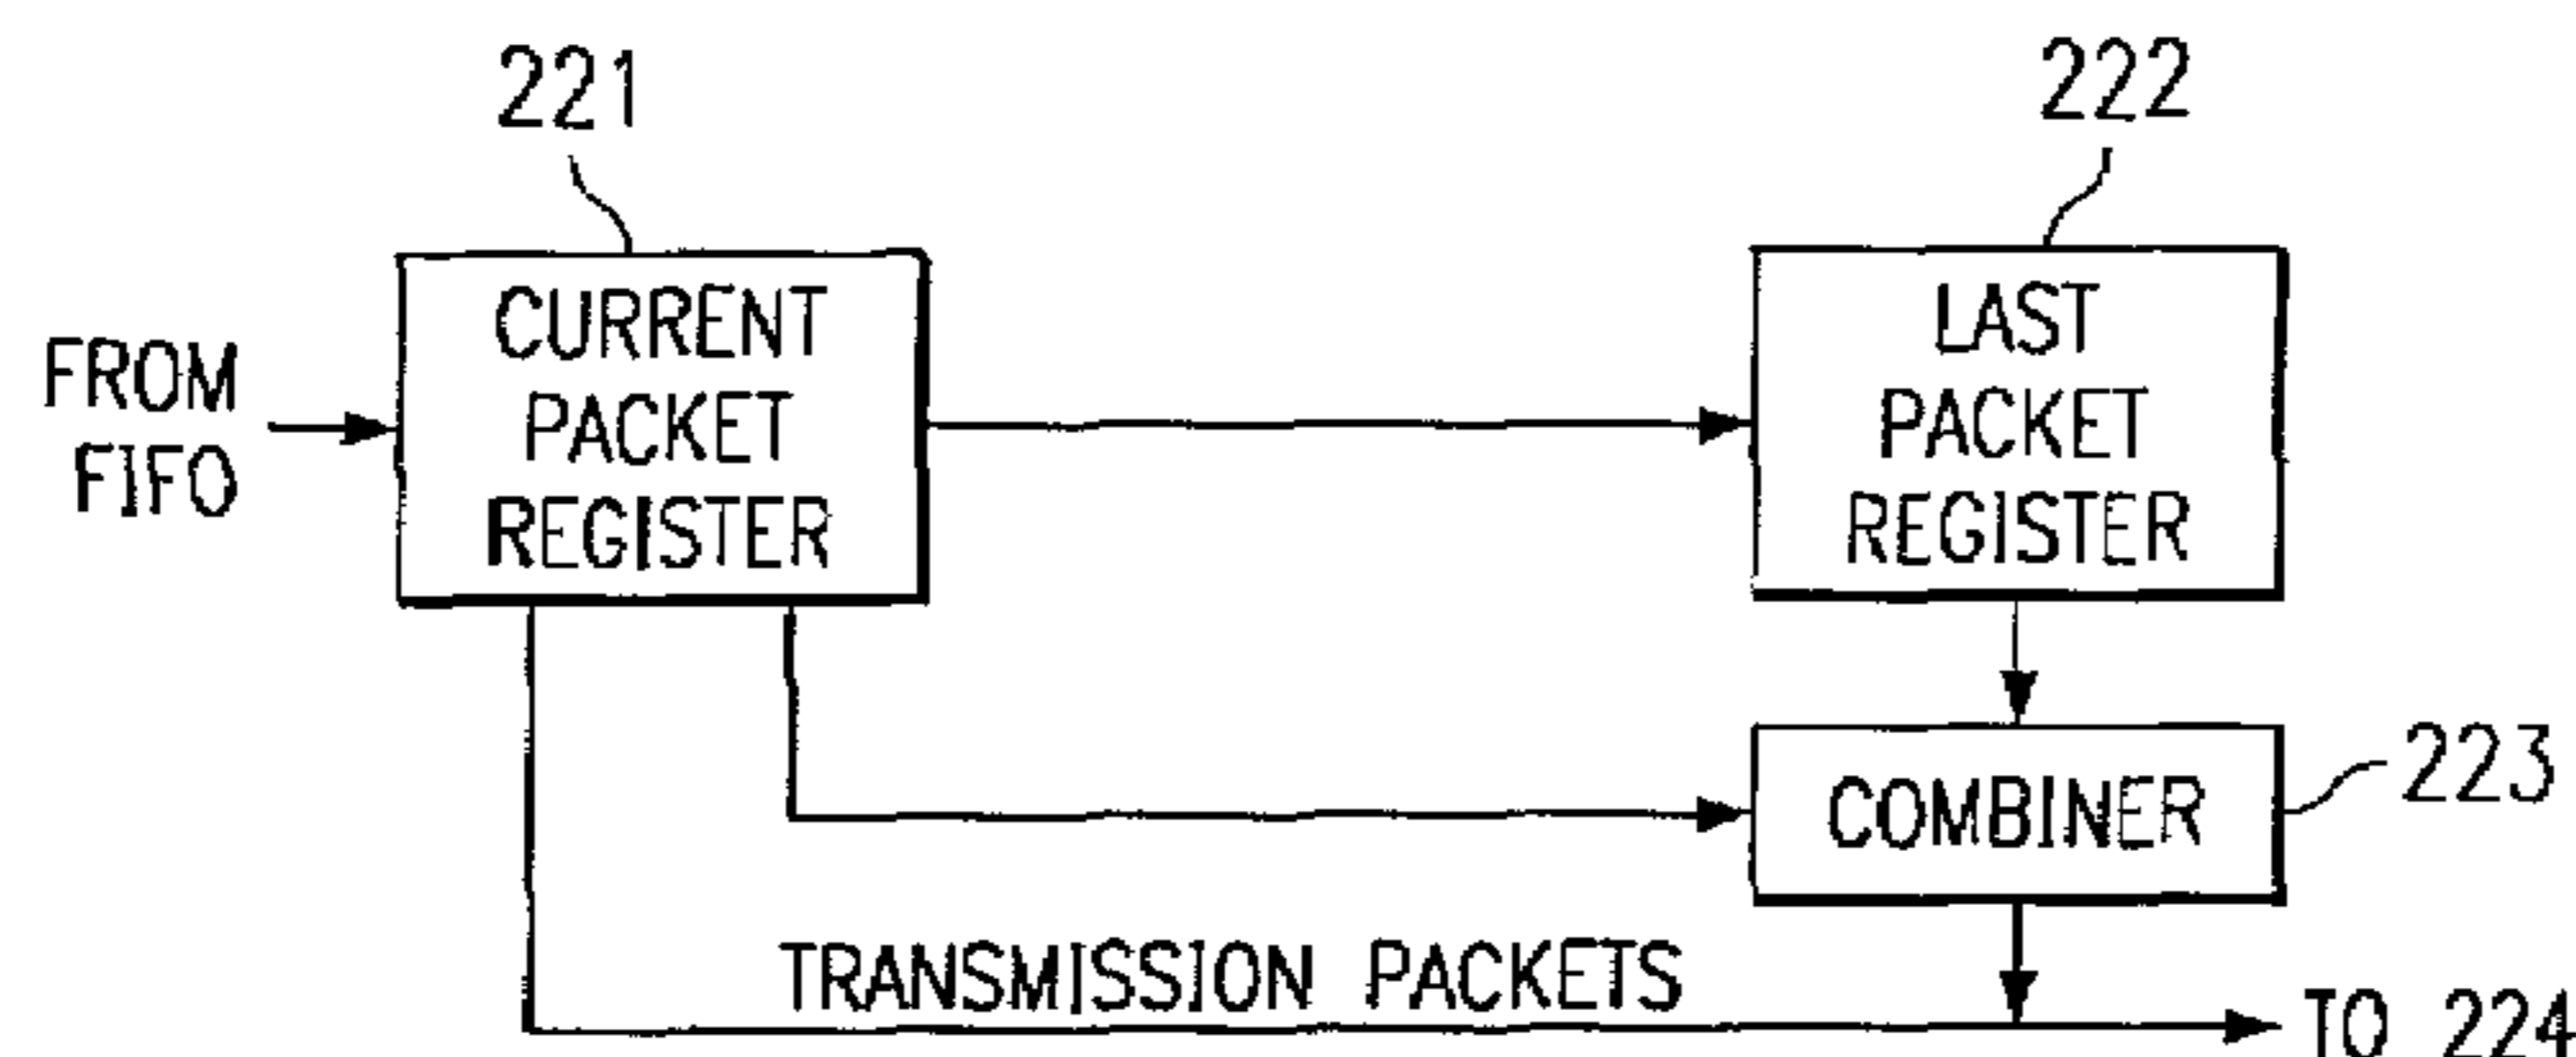 221
222
FROM
FIFO
CURRENT
PACKET
REGISTER
LAST
PACKET
REGISTER
COMBINER
223
TRANSMISSION PACKETS
TO 224